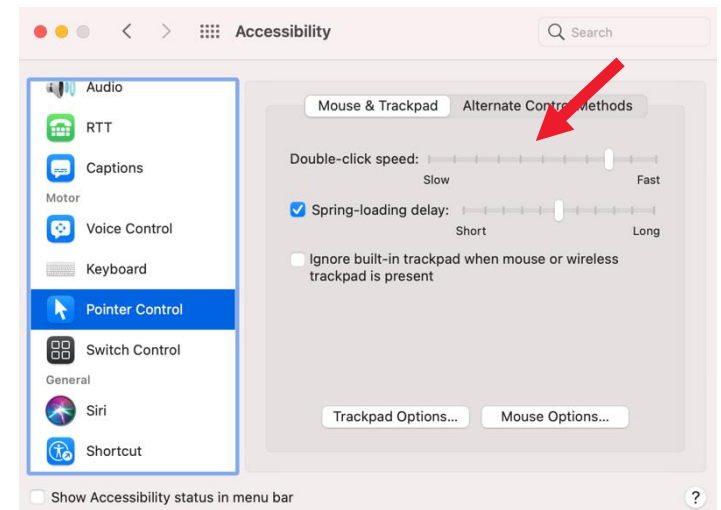 Accessibility
Search
Audio
RTT
Captions
Motor
Voice Control
Keyboard
Pointer Control
Switch Control
General
Siri
Shortcut
Mouse & Trackpad
Alternate Control Methods
Double-click speed:
Slow
Fast
Spring-loading delay:
Short
Long
Ignore built-in trackpad when mouse or wireless
trackpad is present
Trackpad Options...
Mouse Options...
Show Accessibility status in menu bar
?